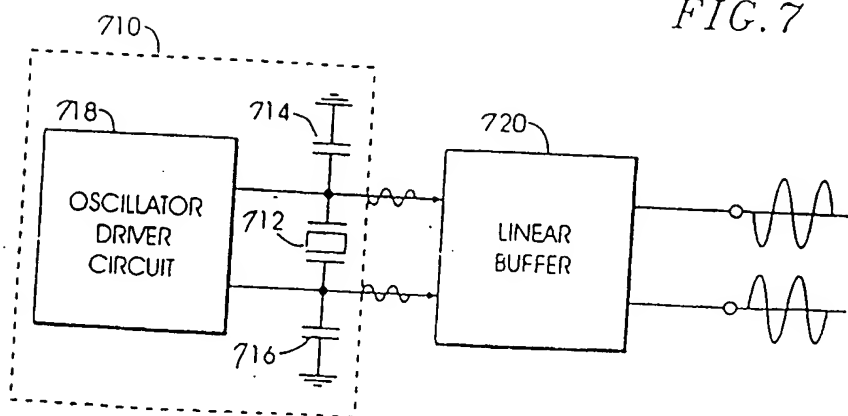 FIG. 7
710
718
714
720
OSCILLATOR
DRIVER
CIRCUIT
712
LINEAR
BUFFER
716